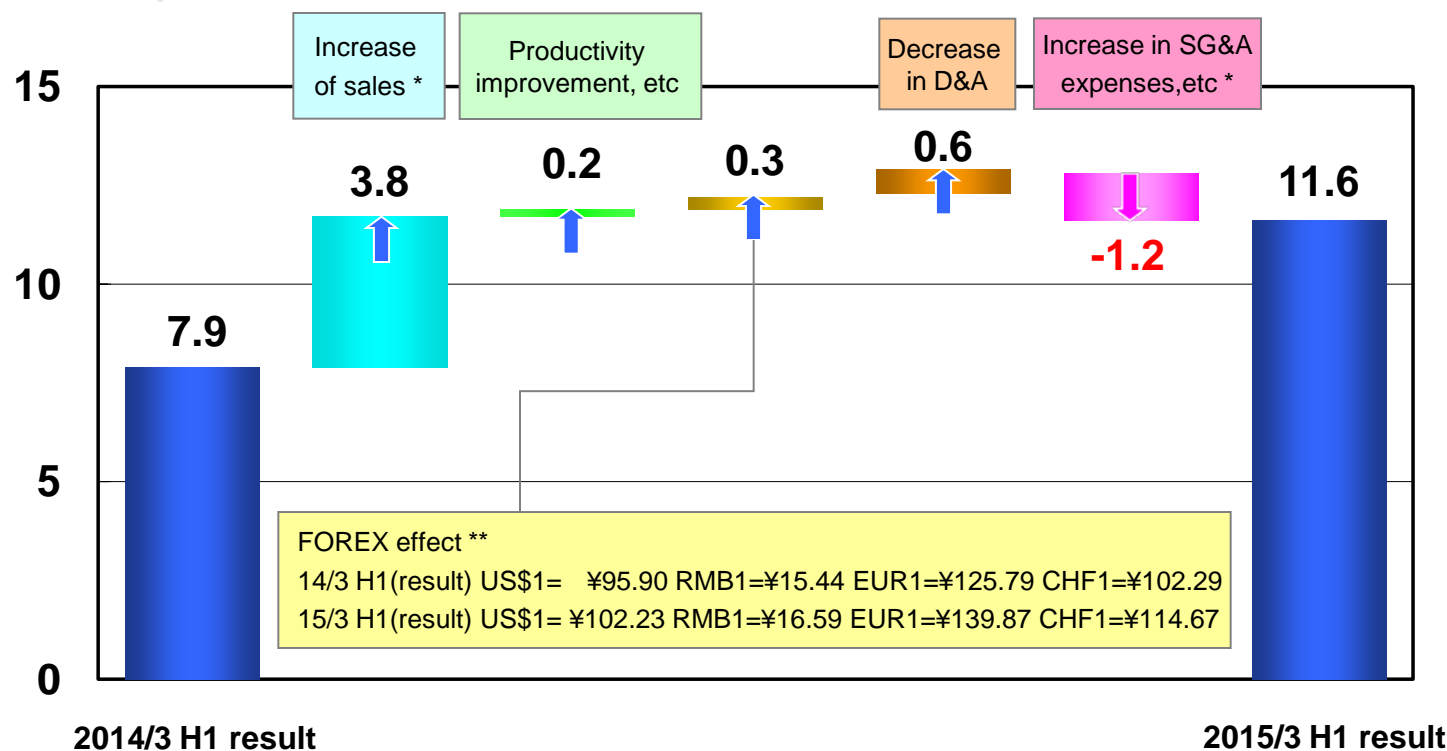 Increase
of sales *
Productivity
improvement, etc
Decrease
in D&A
Increase in SG&A
expenses,etc *
15
10
5
0
7.9
3.8
0.2
0.3
0.6
-1.2
11.6
FOREX effect **
14/3 H1(result) US$1= ¥95.90 RMB1=¥15.44 EUR1=¥125.79 CHF1=¥102.29
15/3 H1(result) US$1= ¥102.23 RMB1=¥16.59 EUR1=¥139.87 CHF1=¥114.67
2014/3 H1 result
2015/3 H1 result